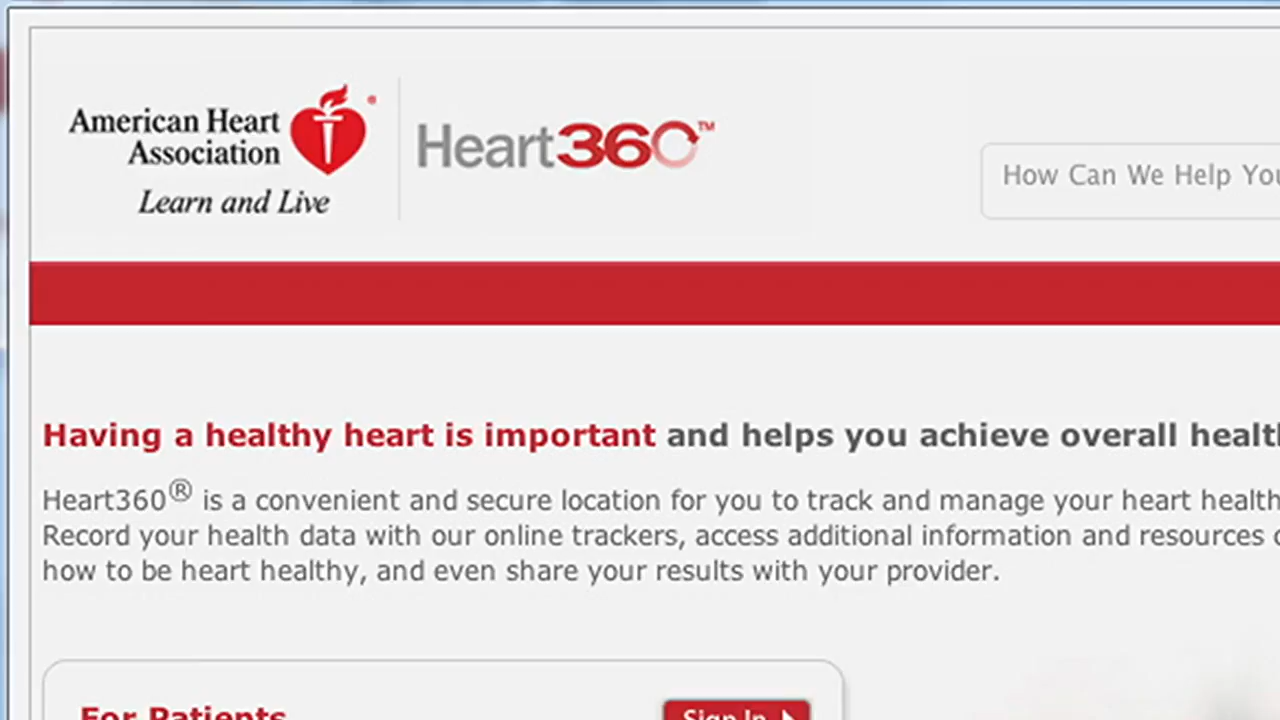 American Heart
Association
Learn and Live
Heart360™
How Can We Help
Having a healthy heart is important and helps you achieve overall
Heart360® is a convenient and secure location for you to track and manage your heart health
Record your health data with our online trackers, access additional information and resources
how to be heart healthy, and even share your results with your provider.
For Patients
Sign In